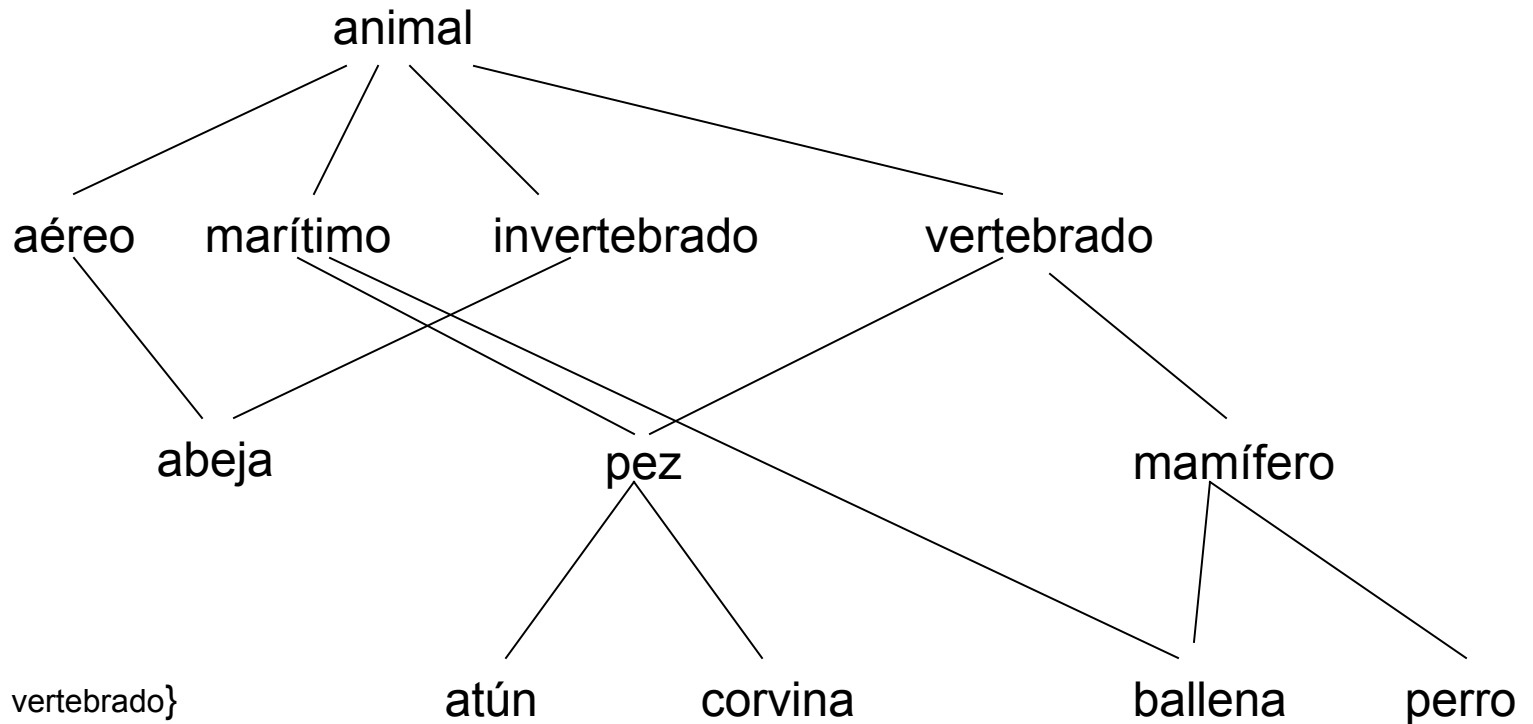 animal
aéreo marítimo invertebrado vertebrado
abeja pez mamífero
vertebrado} atún corvina ballena perro